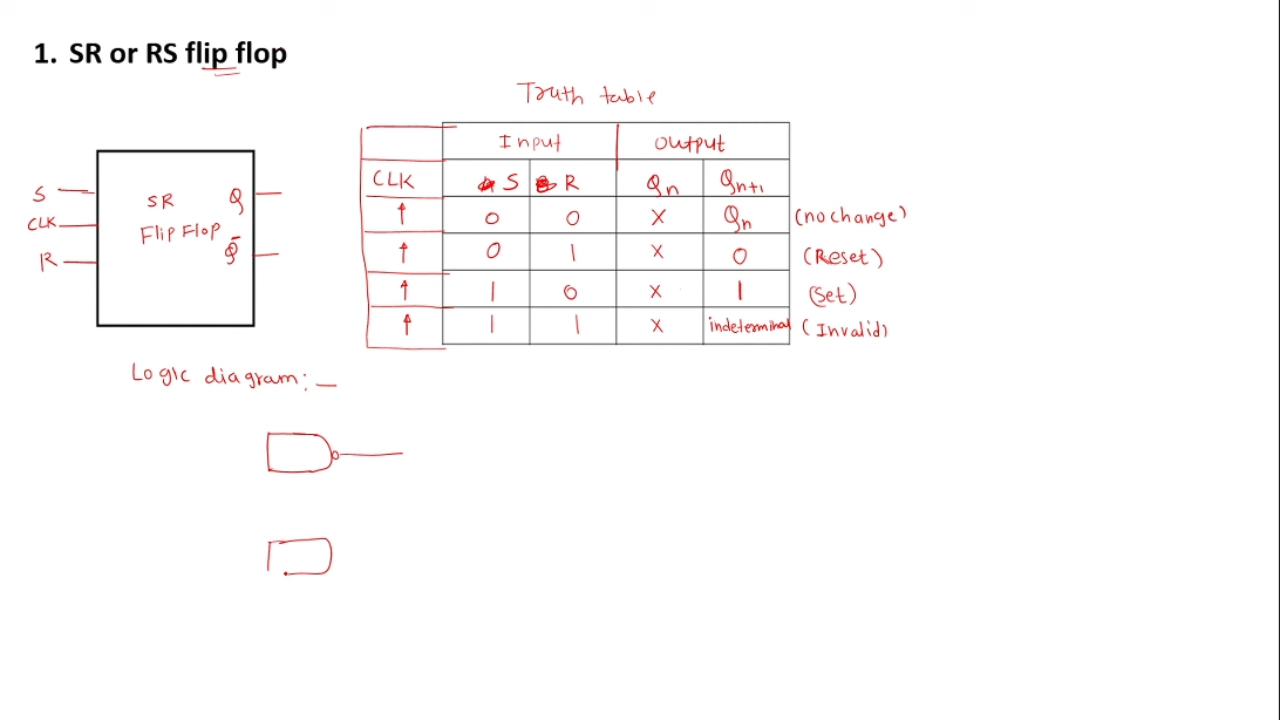 1. SR or RS flip flop
Truth table
Input Output
CLK S R Qn Qn+1
↑ 0 0 X Qn (no change)
↑ 0 1 X 0 (Reset)
↑ 1 0 X 1 (Set)
↑ 1 1 X indeterminal (Invalid)
S
CLK
R
SR
Flip Flop
Q
Q̅
Logic diagram:—